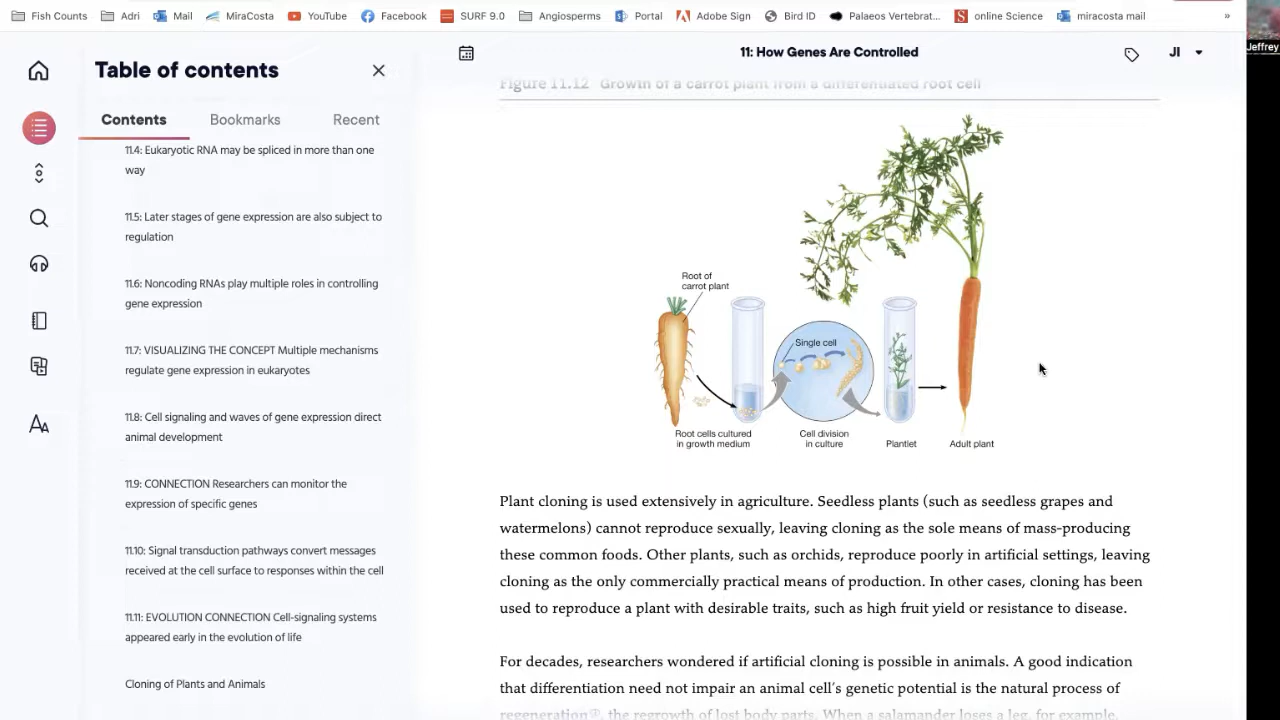 Fish Counts
Adri
Mail
MiraCosta
YouTube
Facebook
SURF 9.0
Angiosperms
Portal
Adobe Sign
Bird ID
Palaeos Vertebrat...
online Science
miracosta mail
»
Jeffrey
Table of contents
Contents
Bookmarks
Recent
11.4: Eukaryotic RNA may be spliced in more than one
way
11.5: Later stages of gene expression are also subject to
regulation
11.6: Noncoding RNAs play multiple roles in controlling
gene expression
11.7: VISUALIZING THE CONCEPT Multiple mechanisms
regulate gene expression in eukaryotes
11.8: Cell signaling and waves of gene expression direct
animal development
11.9: CONNECTION Researchers can monitor the
expression of specific genes
11.10: Signal transduction pathways convert messages
received at the cell surface to responses within the cell
11.11: EVOLUTION CONNECTION Cell-signaling systems
appeared early in the evolution of life
Cloning of Plants and Animals
11: How Genes Are Controlled
JI
Figure 11.12 Growth of a carrot plant from a differentiated root cell
Root of
carrot plant
Single cell
Root cells cultured
in growth medium
Cell division
in culture
Plantlet
Adult plant
Plant cloning is used extensively in agriculture. Seedless plants (such as seedless grapes and
watermelons) cannot reproduce sexually, leaving cloning as the sole means of mass-producing
these common foods. Other plants, such as orchids, reproduce poorly in artificial settings, leaving
cloning as the only commercially practical means of production. In other cases, cloning has been
used to reproduce a plant with desirable traits, such as high fruit yield or resistance to disease.
For decades, researchers wondered if artificial cloning is possible in animals. A good indication
that differentiation need not impair an animal cell's genetic potential is the natural process of
regeneration, the regrowth of lost body parts. When a salamander loses a leg, for example,